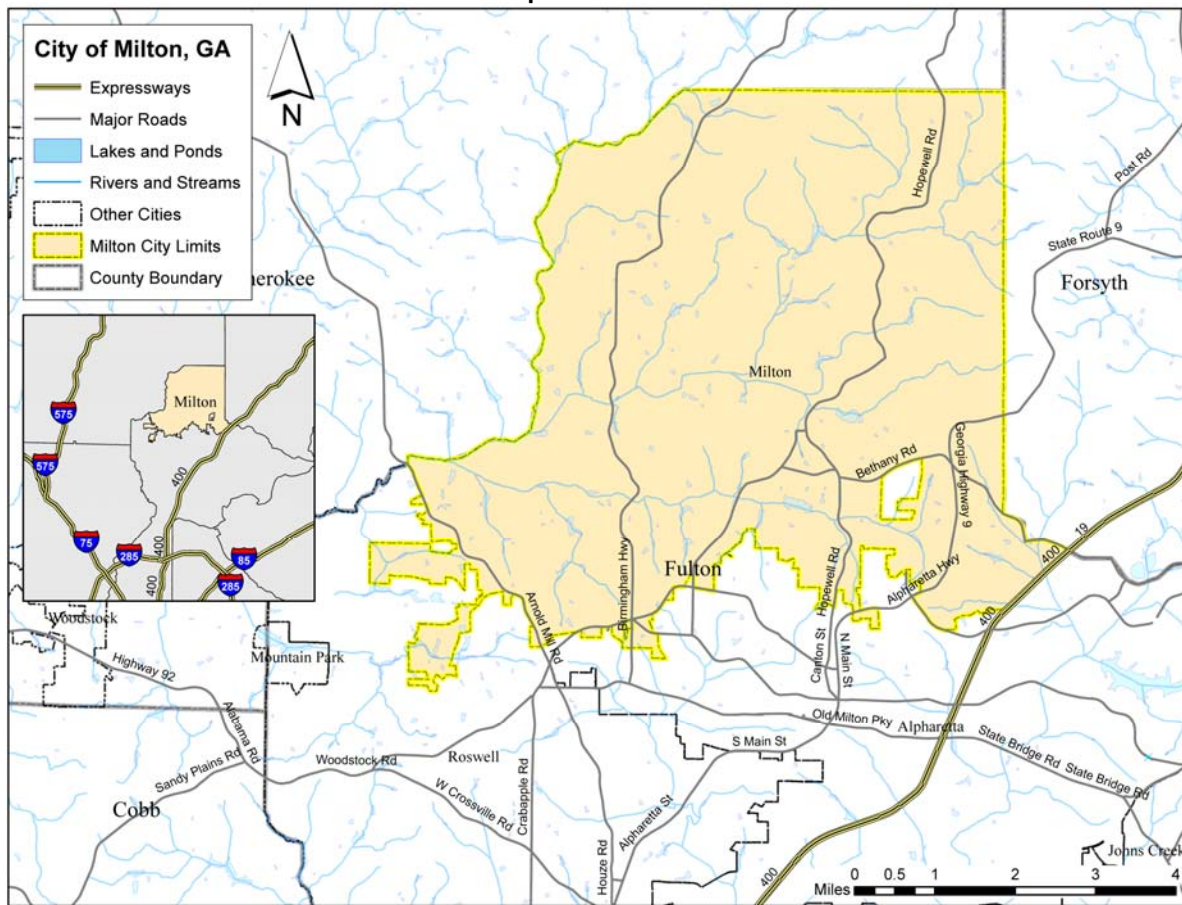 City of Milton, GA
Expressways
Major Roads
Lakes and Ponds
Rivers and Streams
Other Cities
Milton City Limits
County Boundary
N
Hopewell Rd
Post Rd
State Route 9
Forsyth
Milton
Milton
575
575
75
285
285
85
400
400
400
Bethany Rd
Georgia Highway 9
Birmingham Hwy
Fulton
Hopewell Rd
Alpharetta Hwy
400
19
400
Arnold Mill Rd
Canton St
N Main St
Woodstock
Mountain Park
Highway 92
Alabama Rd
Old Milton Pky
Alpharetta
State Bridge Rd
State Bridge Rd
S Main St
Sandy Plains Rd
Woodstock Rd
Roswell
W Crossville Rd
Crabapple Rd
Alpharetta St
Houze Rd
Cobb
Johns Creek
400
Miles 0 0.5 1 2 3 4